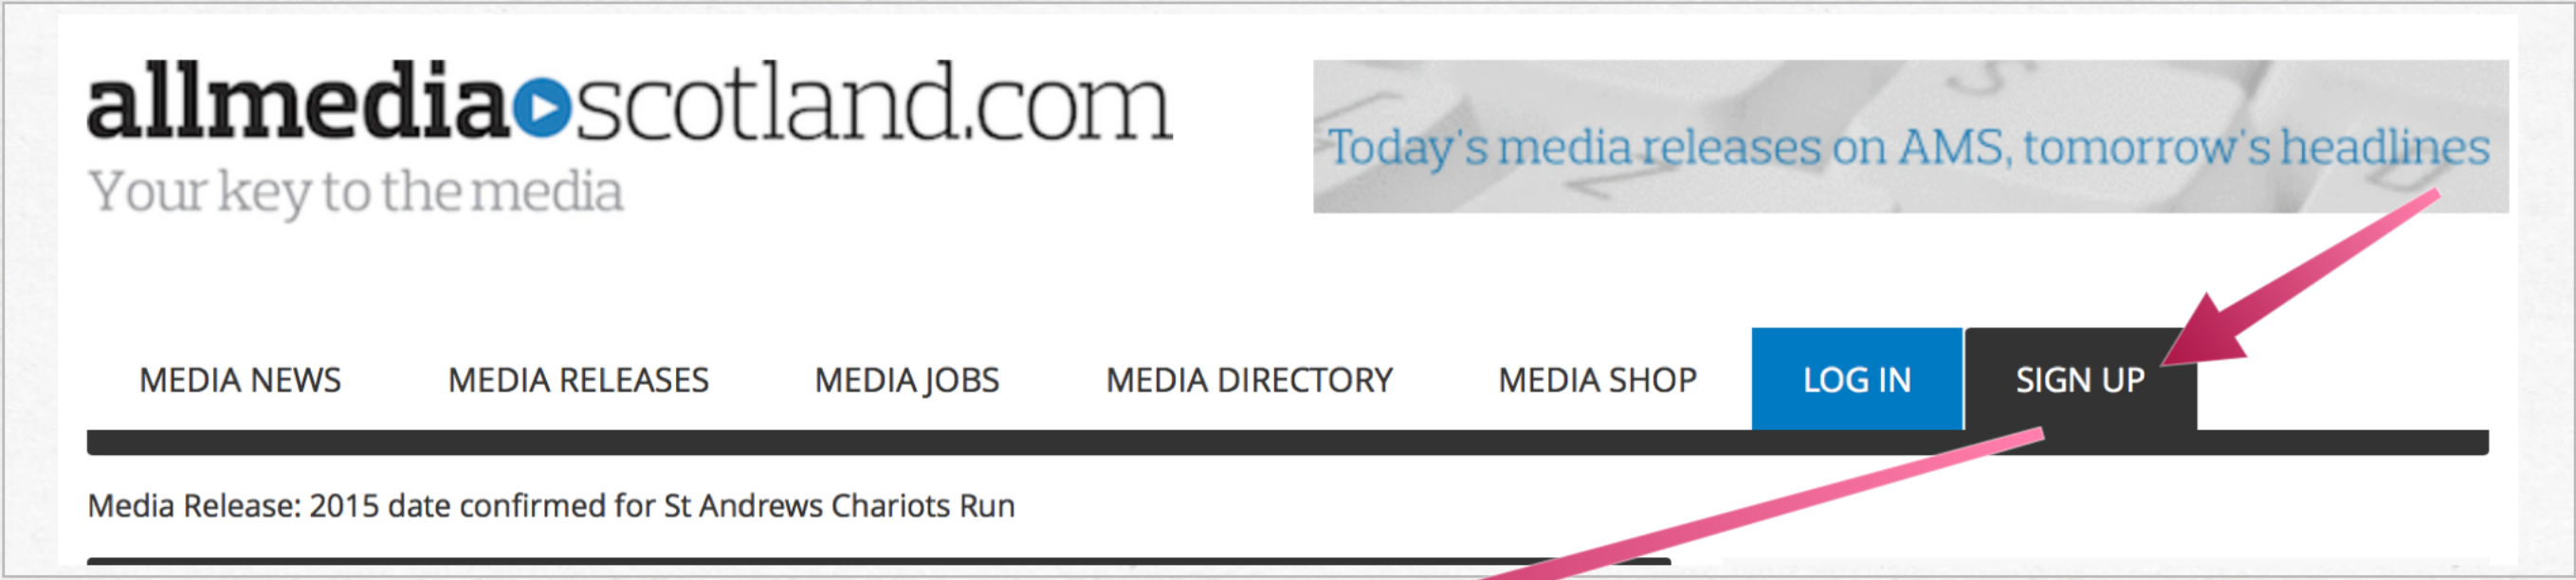 allmediascotland.com
Your key to the media
Today's media releases on AMS, tomorrow's headlines
MEDIA NEWS MEDIA RELEASES MEDIA JOBS MEDIA DIRECTORY MEDIA SHOP LOG IN SIGN UP
Media Release: 2015 date confirmed for St Andrews Chariots Run